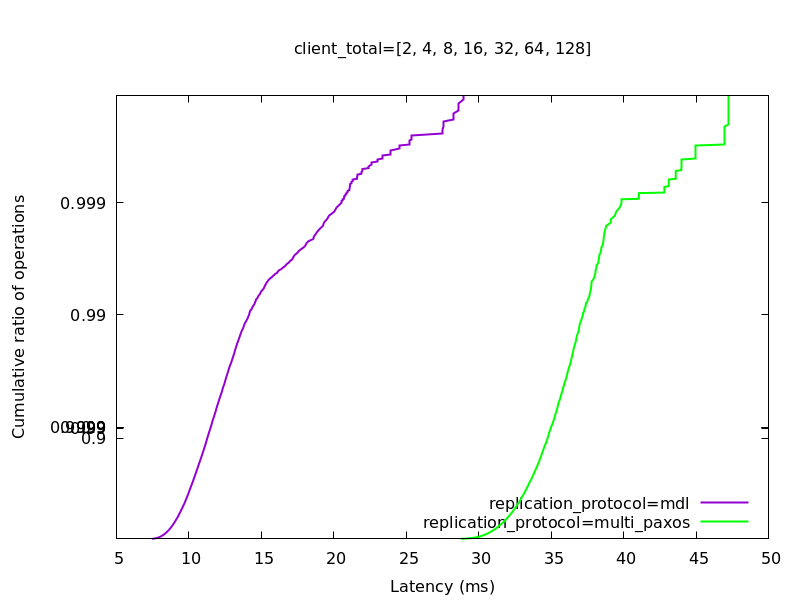 client_total=[2, 4, 8, 16, 32, 64, 128]
Cumulative ratio of operations
0.999
0.99
0.9
replication_protocol=mdl
replication_protocol=multi_paxos
5 10 15 20 25 30 35 40 45 50
Latency (ms)